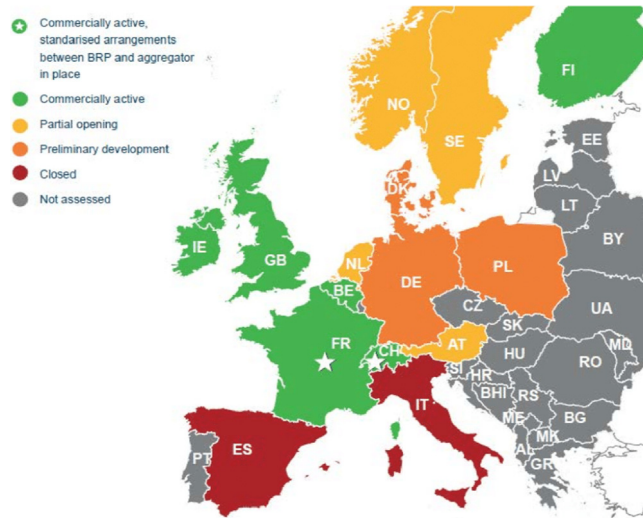 Commercially active,
standarised arrangements
between BRP and aggregator
in place
Commercially active
Partial opening
Preliminary development
Closed
Not assessed
FI
NO
SE
EE
LV
LT
DK
BY
IE
GB
NL
BE
DE
PL
CZ
UA
SK
FR
CH
AT
HU
MD
RO
SI
HR
BHI
RS
IT
ME
BG
MK
AL
GR
PT
ES